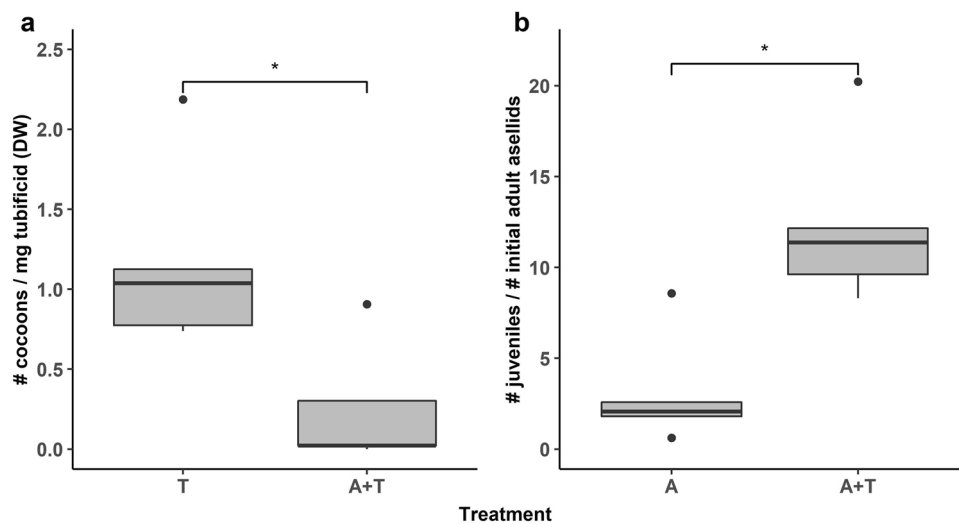 a
# cocoons / mg tubificid (DW)
2.5
2.0
1.5
1.0
0.5
0.0
*
T
A+T
b
# juveniles / # initial adult asellids
20
15
10
5
0
*
A
A+T
Treatment